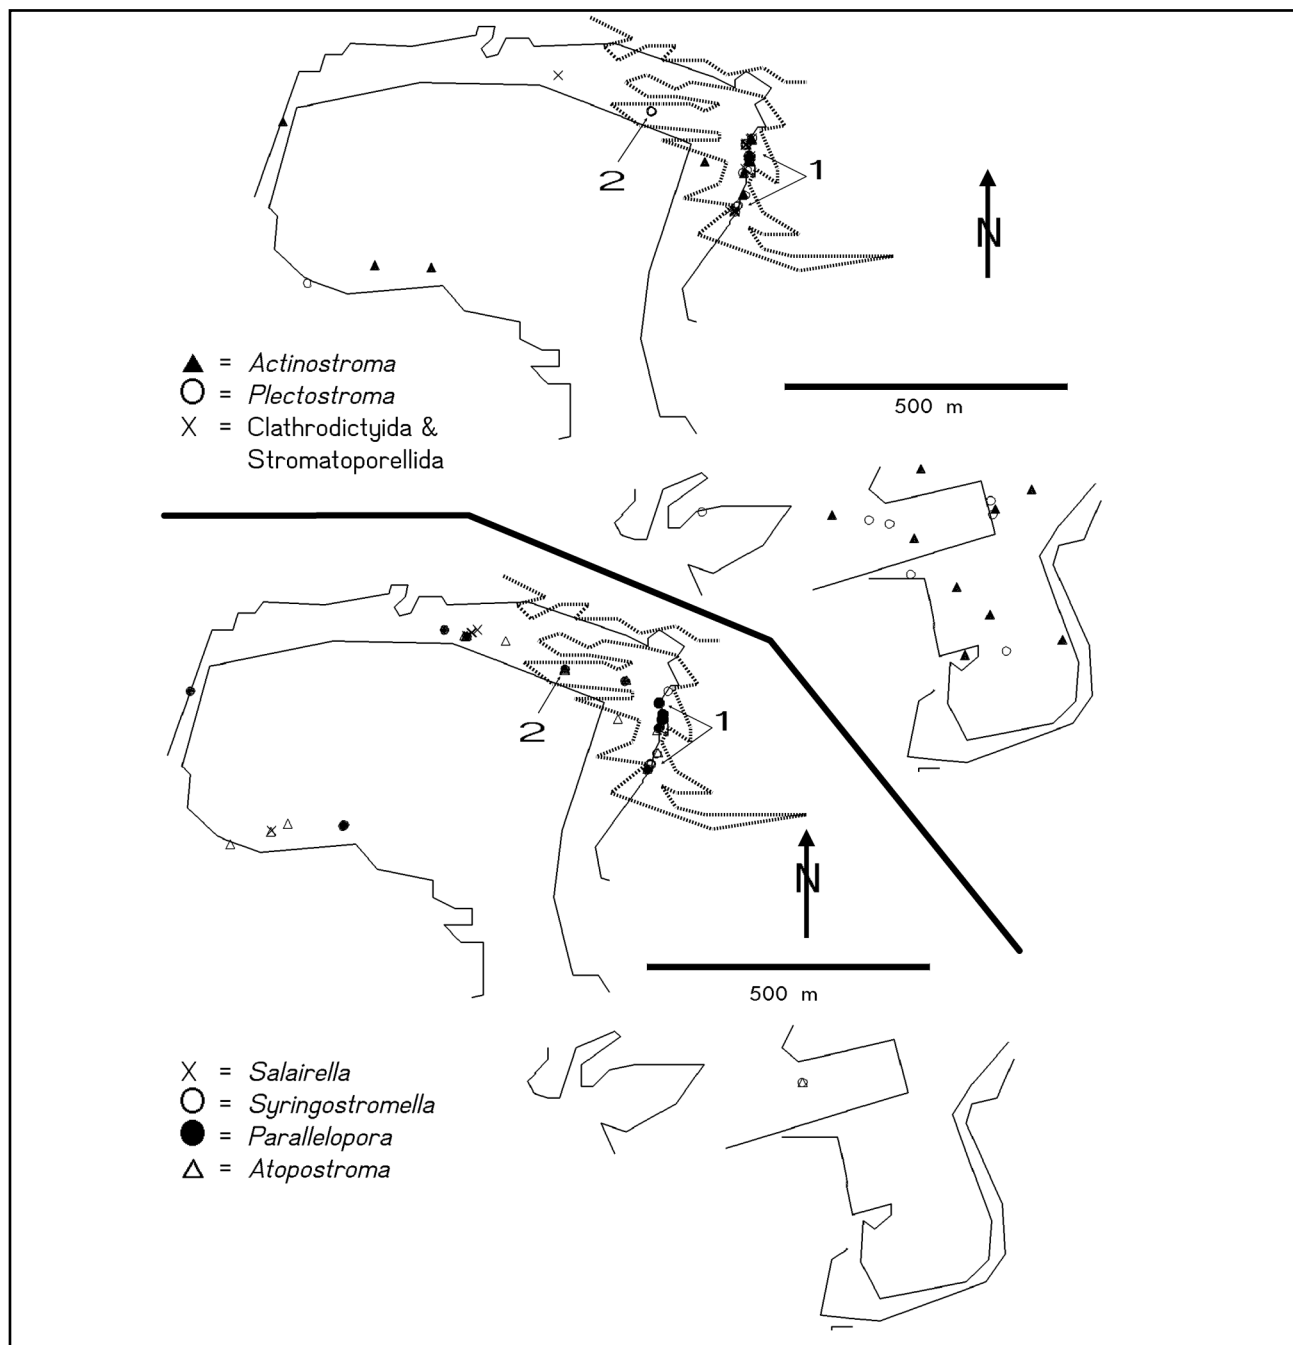 2
1
N
▲ = Actinostroma
○ = Plectostroma
X = Clathrodictyida &
Stromatoporellida
500 m
2
1
N
500 m
X = Salairella
○ = Syringostromella
● = Parallelopora
△ = Atopostroma